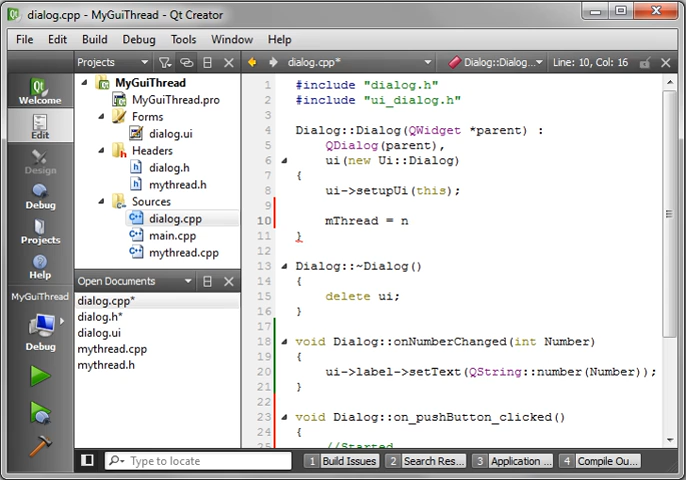 dialog.cpp - MyGuiThread - Qt Creator
File Edit Build Debug Tools Window Help
Projects
dialog.cpp*
Dialog::Dialog...
Line: 10, Col: 16
Welcome
Edit
Design
Debug
Projects
Help
MyGuiThread
Debug
MyGuiThread
MyGuiThread.pro
Forms
dialog.ui
Headers
dialog.h
mythread.h
Sources
dialog.cpp
main.cpp
mythread.cpp
Open Documents
dialog.cpp*
dialog.h*
dialog.ui
mythread.cpp
mythread.h
1 #include "dialog.h"
2 #include "ui_dialog.h"
3
4 Dialog::Dialog(QWidget *parent) :
5 QDialog(parent),
6 ui(new Ui::Dialog)
7 {
8 ui->setupUi(this);
9
10 mThread = n
11 }
12
13 Dialog::~Dialog()
14 {
15 delete ui;
16 }
17
18 void Dialog::onNumberChanged(int Number)
19 {
20 ui->label->setText(QString::number(Number));
21 }
22
23 void Dialog::on_pushButton_clicked()
24 {
25 //Started
Type to locate
1 Build Issues
2 Search Res...
3 Application ...
4 Compile Ou...